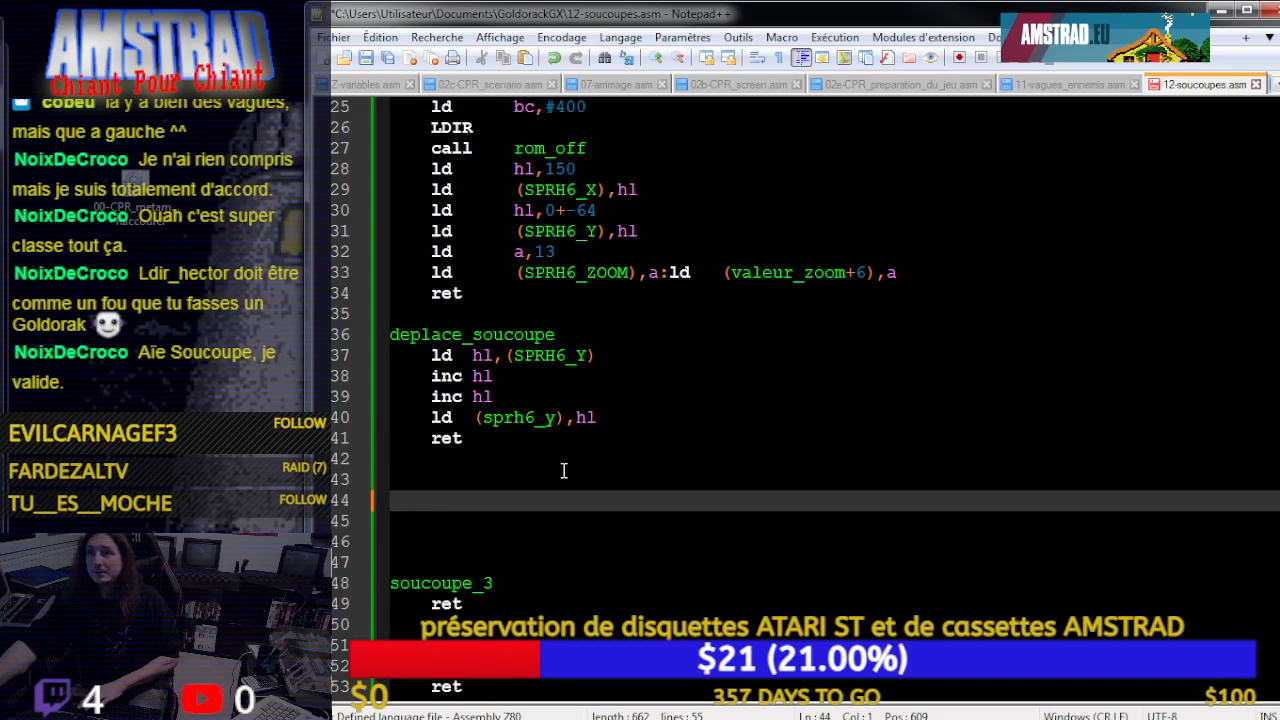 *C:\Users\Utilisateur\Documents\GoldorackGX\12-soucoupes.asm - Notepad++
Fichier Édition Recherche Affichage Encodage Langage Paramètres Outils Macro Exécution Modules d'extension
AMSTRAD.EU
AMSTRAD
Chiant Pour Chiant
Z-variables.asm 02c-CPR_scenario.asm 07-animage.asm 02b-CPR_screen.asm 02e-CPR_preparation_du_jeu.asm 11-vagues_ennemis.asm 12-soucoupes.asm
cobeu la y a bien des vagues,
mais que a gauche ^^
NoixDeCroco Je n'ai rien compris
mais je suis totalement d'accord.
NoixDeCroco Ouah c'est super
classe tout ça.
NoixDeCroco Ldir_hector doit être
comme un fou que tu fasses un
Goldorak
NoixDeCroco Aïe Soucoupe, je
valide.
EVILCARNAGEF3 FOLLOW
FARDEZALTV RAID (7)
TU__ES__MOCHE FOLLOW
25 ld bc,#400
26 LDIR
27 call rom_off
28 ld hl,150
29 ld (SPRH6_X),hl
30 ld hl,0+-64
31 ld (SPRH6_Y),hl
32 ld a,13
33 ld (SPRH6_ZOOM),a:ld (valeur_zoom+6),a
34 ret
35
36 deplace_soucoupe
37 ld hl,(SPRH6_Y)
38 inc hl
39 inc hl
40 ld (sprh6_y),hl
41 ret
42
43
44
45
46
47
48 soucoupe_3
49 ret
50
51
52
53 ret
préservation de disquettes ATARI ST et de cassettes AMSTRAD
$21 (21.00%)
$0 357 DAYS TO GO $100
4 0
Defined language file - Assembly Z80 length : 662 lines : 55 Ln : 44 Col : 1 Pos : 609 Windows (CR LF) UTF-8 INS